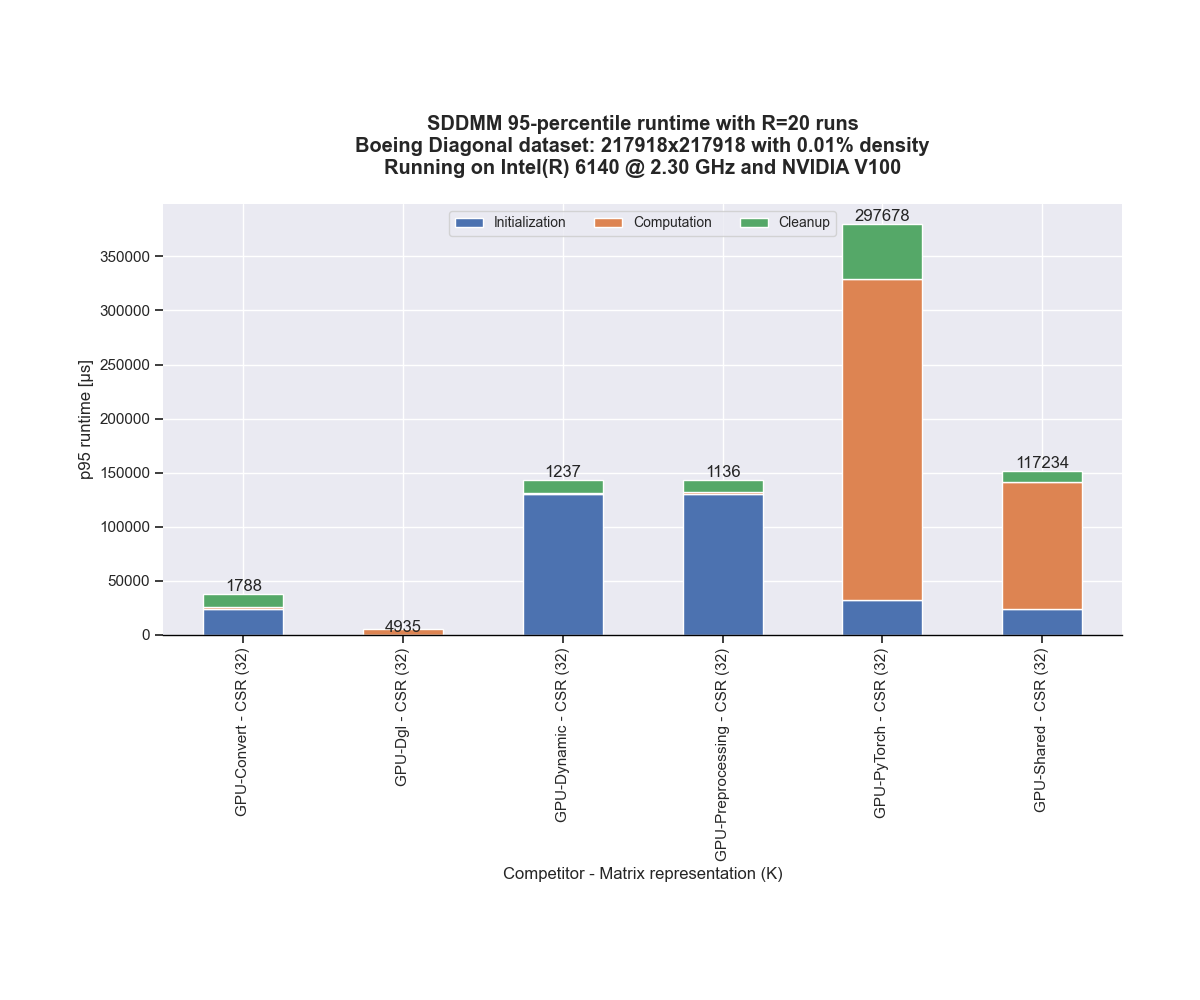 SDDMM 95-percentile runtime with R=20 runs
Boeing Diagonal dataset: 217918x217918 with 0.01% density
Running on Intel(R) 6140 @ 2.30 GHz and NVIDIA V100
Initialization
Computation
Cleanup
p95 runtime [μs]
350000
300000
250000
200000
150000
100000
50000
0
1788
4935
1237
1136
297678
117234
GPU-Convert - CSR (32)
GPU-Dgl - CSR (32)
GPU-Dynamic - CSR (32)
GPU-Preprocessing - CSR (32)
GPU-PyTorch - CSR (32)
GPU-Shared - CSR (32)
Competitor - Matrix representation (K)